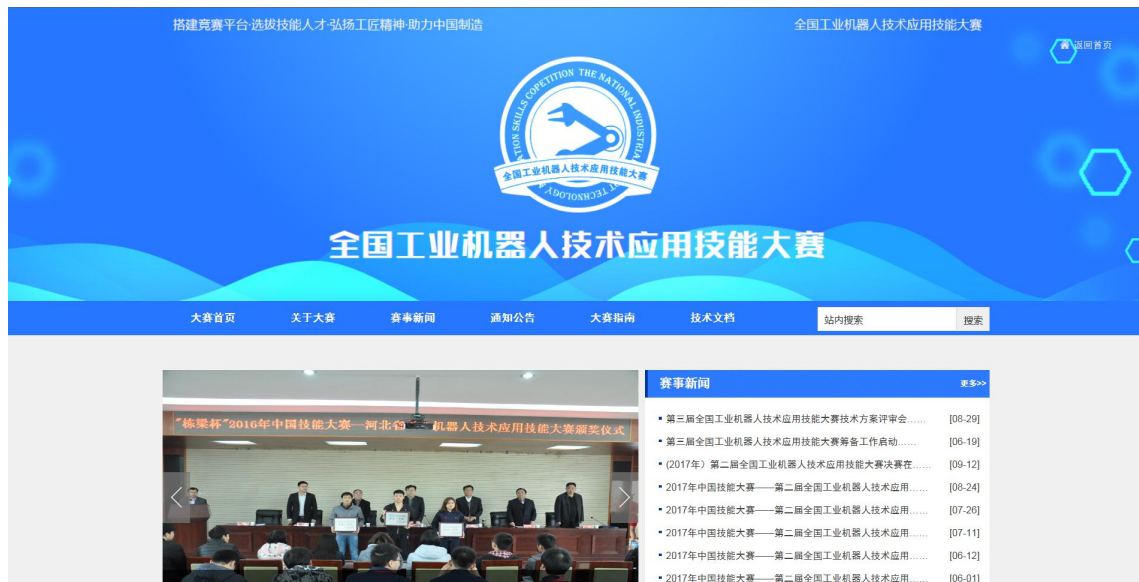 搭建竞赛平台·选拔技能人才·弘扬工匠精神·助力中国制造
全国工业机器人技术应用技能大赛
返回首页
SKILLS COPETITION THE NATIONAL INDUSTRIA
全国工业机器人技术应用技能大赛
TECHNOLOGY
全国工业机器人技术应用技能大赛
大赛首页 关于大赛 赛事新闻 通知公告 大赛指南 技术文档 站内搜索 搜索
"栋梁杯"2016年中国技能大赛—河北省 机器人技术应用技能大赛颁奖仪式
赛事新闻 更多>>
第三届全国工业机器人技术应用技能大赛技术方案评审会…… [08-29]
第三届全国工业机器人技术应用技能大赛筹备工作启动…… [06-19]
(2017年）第二届全国工业机器人技术应用技能大赛决赛在…… [09-12]
2017年中国技能大赛——第二届全国工业机器人技术应用…… [08-24]
2017年中国技能大赛——第二届全国工业机器人技术应用…… [07-26]
2017年中国技能大赛——第二届全国工业机器人技术应用…… [07-11]
2017年中国技能大赛——第二届全国工业机器人技术应用…… [06-12]
2017年中国技能大赛——第二届全国工业机器人技术应用…… [06-01]